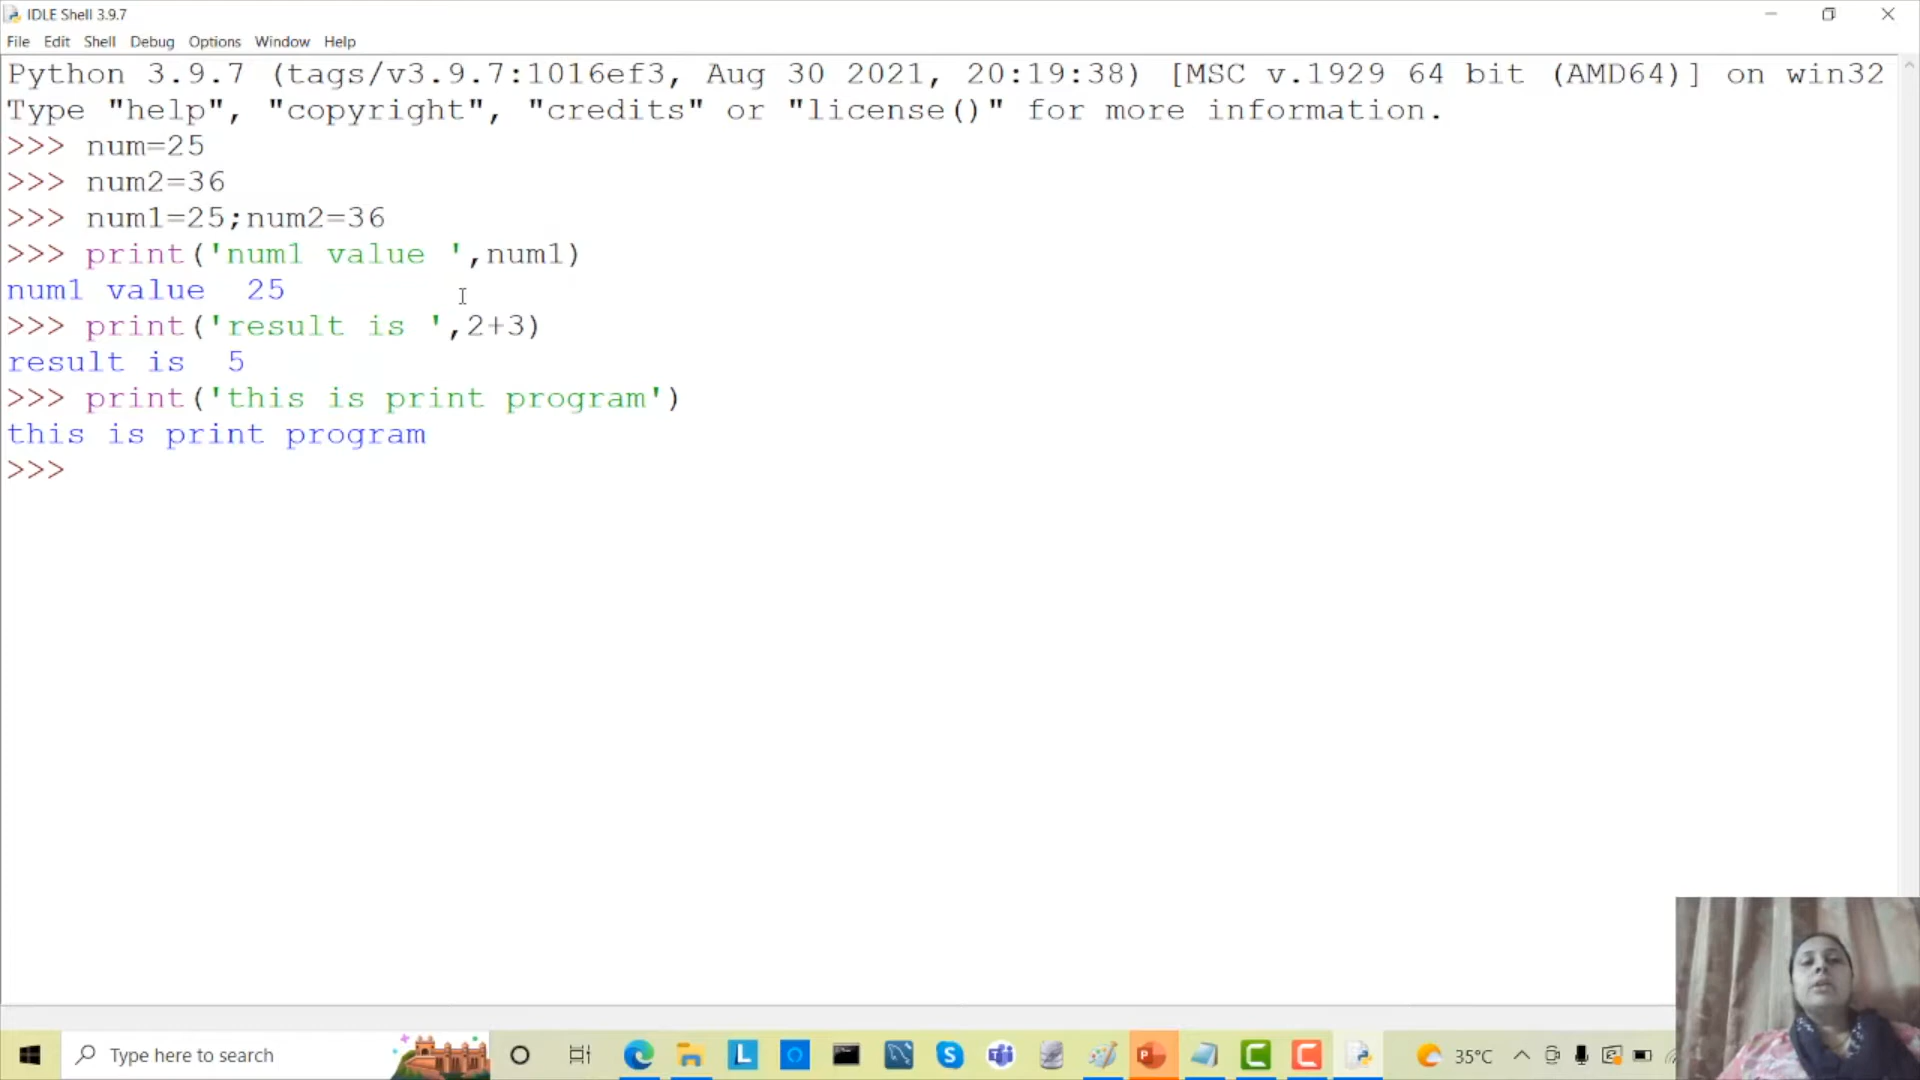 IDLE Shell 3.9.7
File Edit Shell Debug Options Window Help
Python 3.9.7 (tags/v3.9.7:1016ef3, Aug 30 2021, 20:19:38) [MSC v.1929 64 bit (AMD64)] on win32
Type "help", "copyright", "credits" or "license()" for more information.
>>> num=25
>>> num2=36
>>> num1=25;num2=36
>>> print('num1 value ',num1)
num1 value  25
>>> print('result is ',2+3)
result is  5
>>> print('this is print program')
this is print program
>>>
Type here to search
35°C